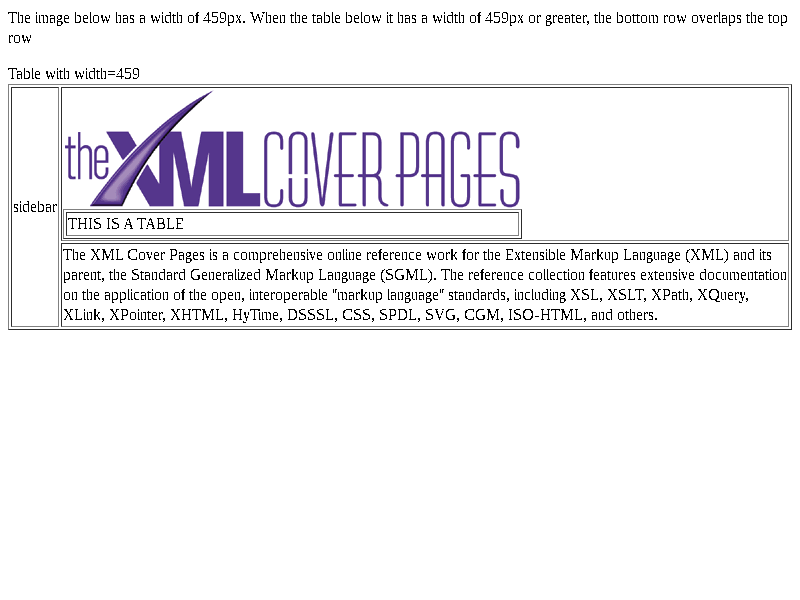 The image below has a width of 459px. When the table below it has a width of 459px or greater, the bottom row overlaps the top
row
Table with width=459
sidebar
the XML COVER PAGES
THIS IS A TABLE
The XML Cover Pages is a comprehensive online reference work for the Extensible Markup Language (XML) and its
parent, the Standard Generalized Markup Language (SGML). The reference collection features extensive documentation
on the application of the open, interoperable "markup language" standards, including XSL, XSLT, XPath, XQuery,
XLink, XPointer, XHTML, HyTime, DSSSL, CSS, SPDL, SVG, CGM, ISO-HTML, and others.